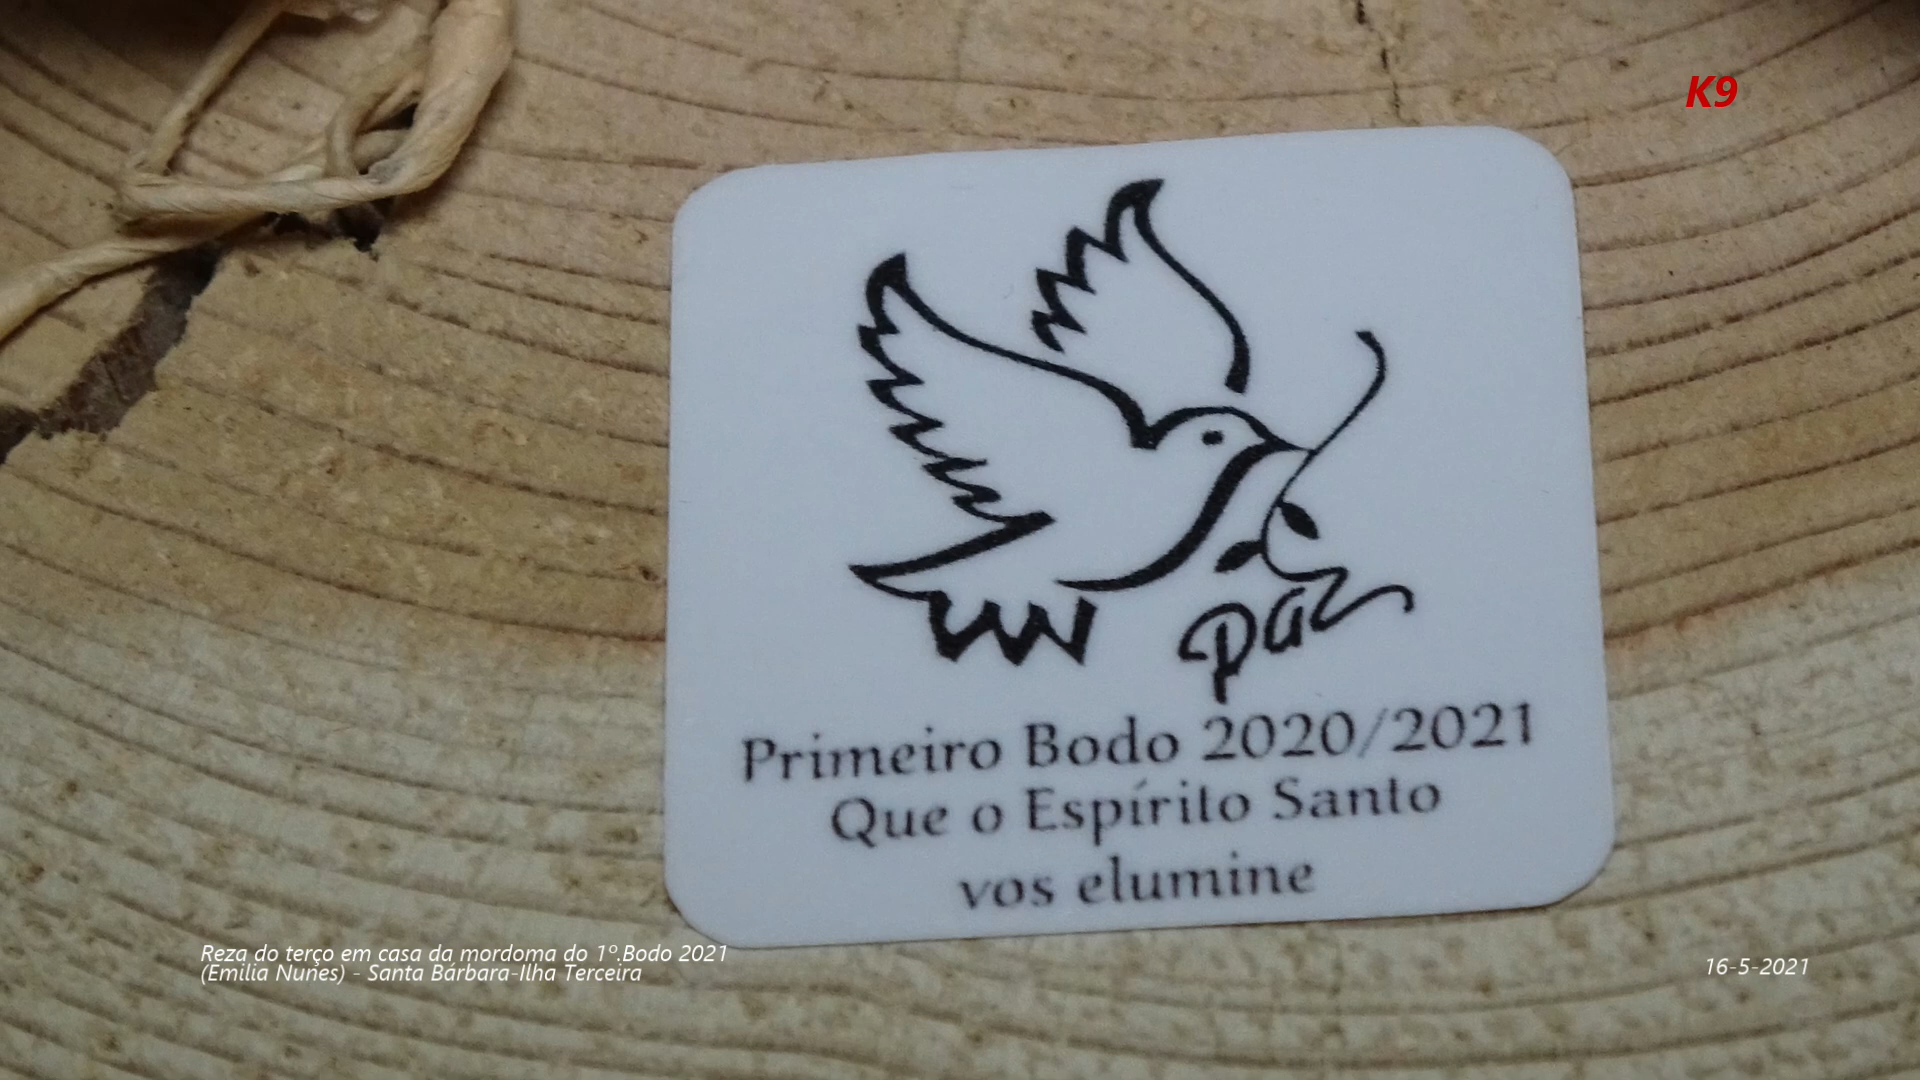 K9
paz
Primeiro Bodo 2020/2021
Que o Espírito Santo
vos elumine
Reza do terço em casa da mordoma do 1º.Bodo 2021
(Emilia Nunes) - Santa Bárbara-Ilha Terceira
16-5-2021